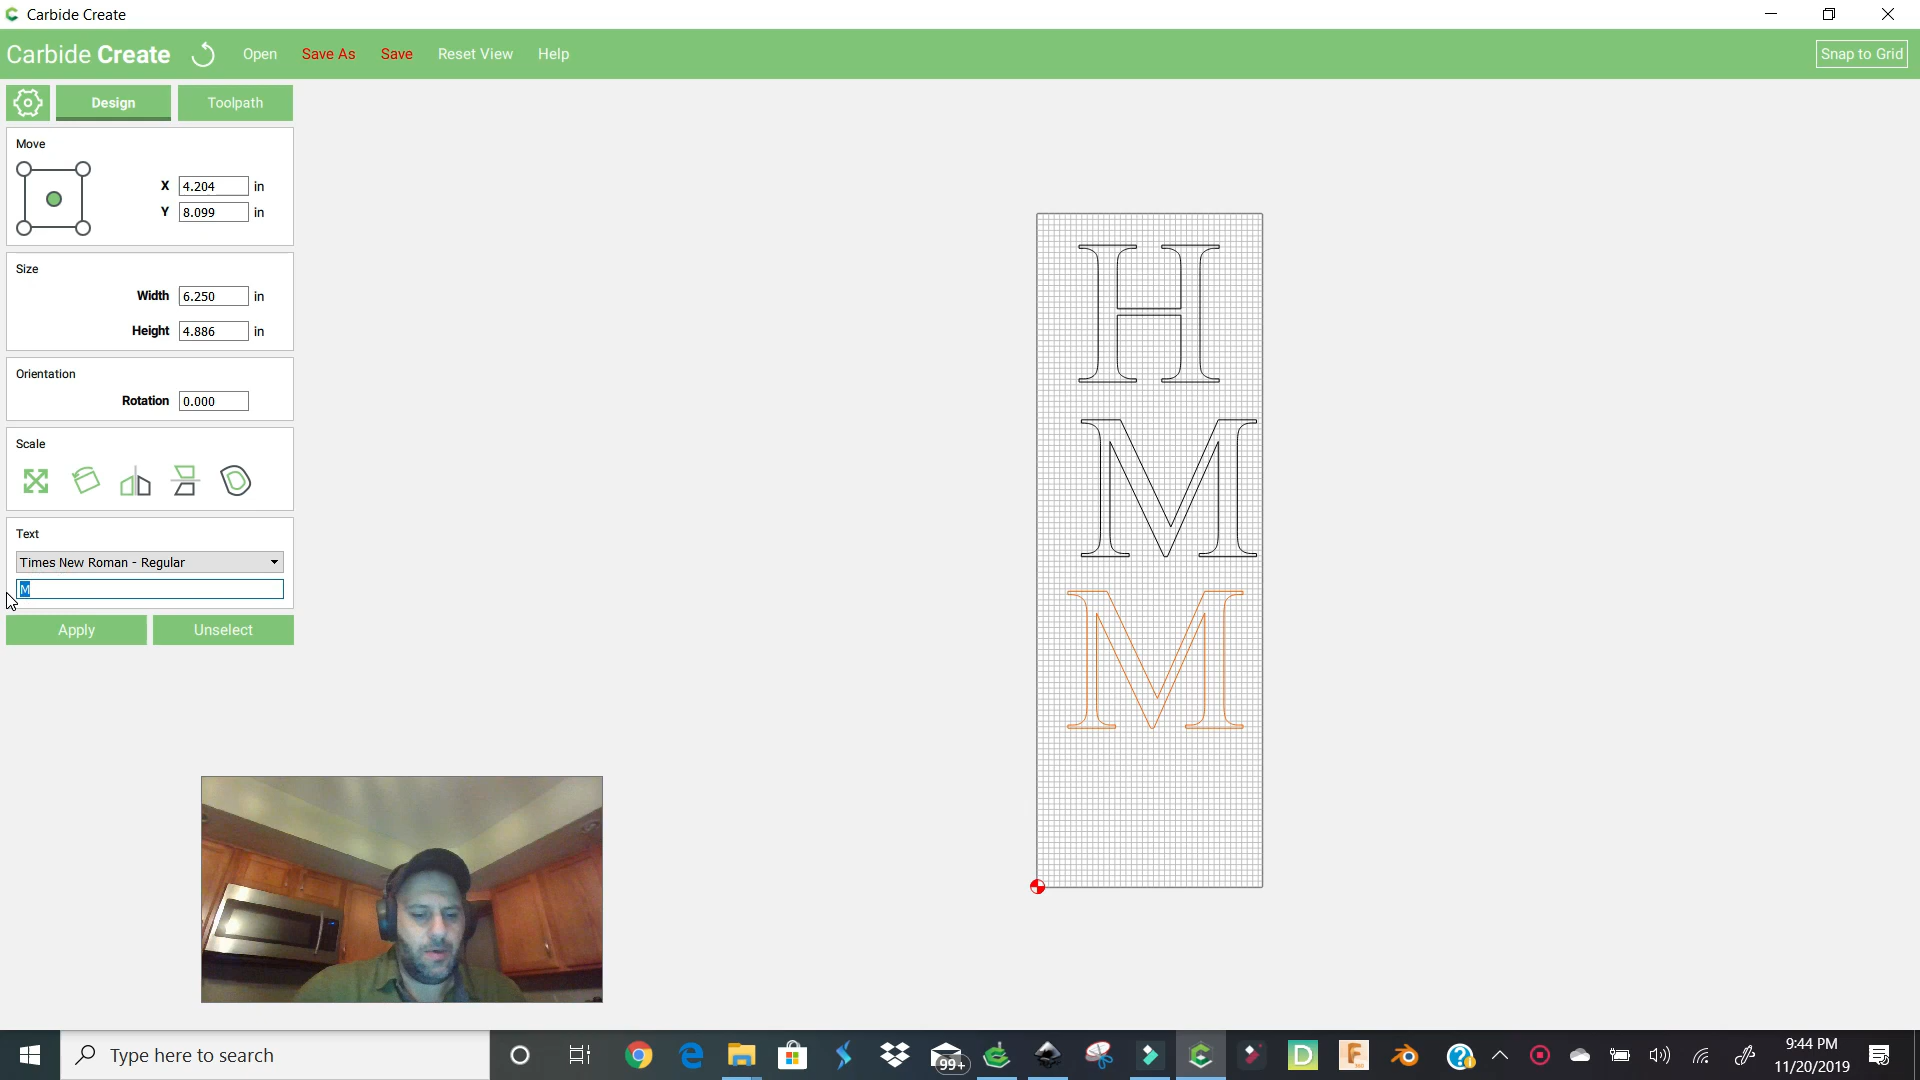 Carbide Create
Carbide Create Open Save As Save Reset View Help Snap to Grid
Design Toolpath
Move
X 4.204 in
Y 8.099 in
Size
Width 6.250 in
Height 4.886 in
Orientation
Rotation 0.000
Scale
Text
Times New Roman - Regular
M
Apply Unselect
H
M
M
Type here to search
99+
D
F
9:44 PM
11/20/2019